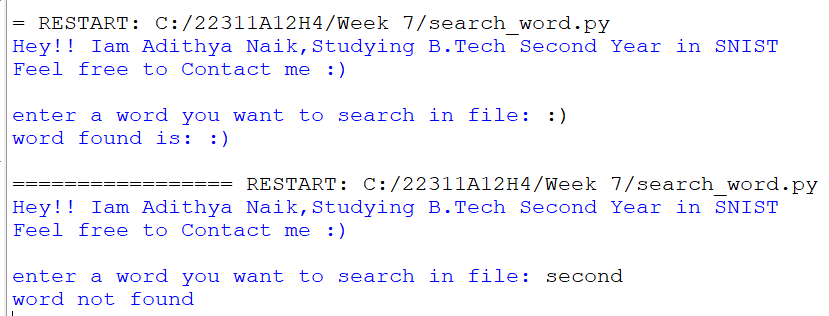 = RESTART: C:/22311A12H4/Week 7/search_word.py
Hey!! Iam Adithya Naik,Studying B.Tech Second Year in SNIST
Feel free to Contact me :)
enter a word you want to search in file: :)
word found is: :)
================= RESTART: C:/22311A12H4/Week 7/search_word.py
Hey!! Iam Adithya Naik,Studying B.Tech Second Year in SNIST
Feel free to Contact me :)
enter a word you want to search in file: second
word not found